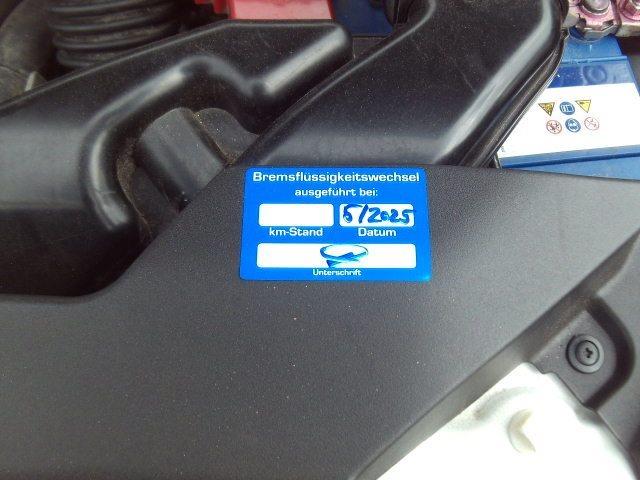 Bremsflüssigkeitswechsel
ausgeführt bei:
5/2025
km-Stand Datum
Unterschrift